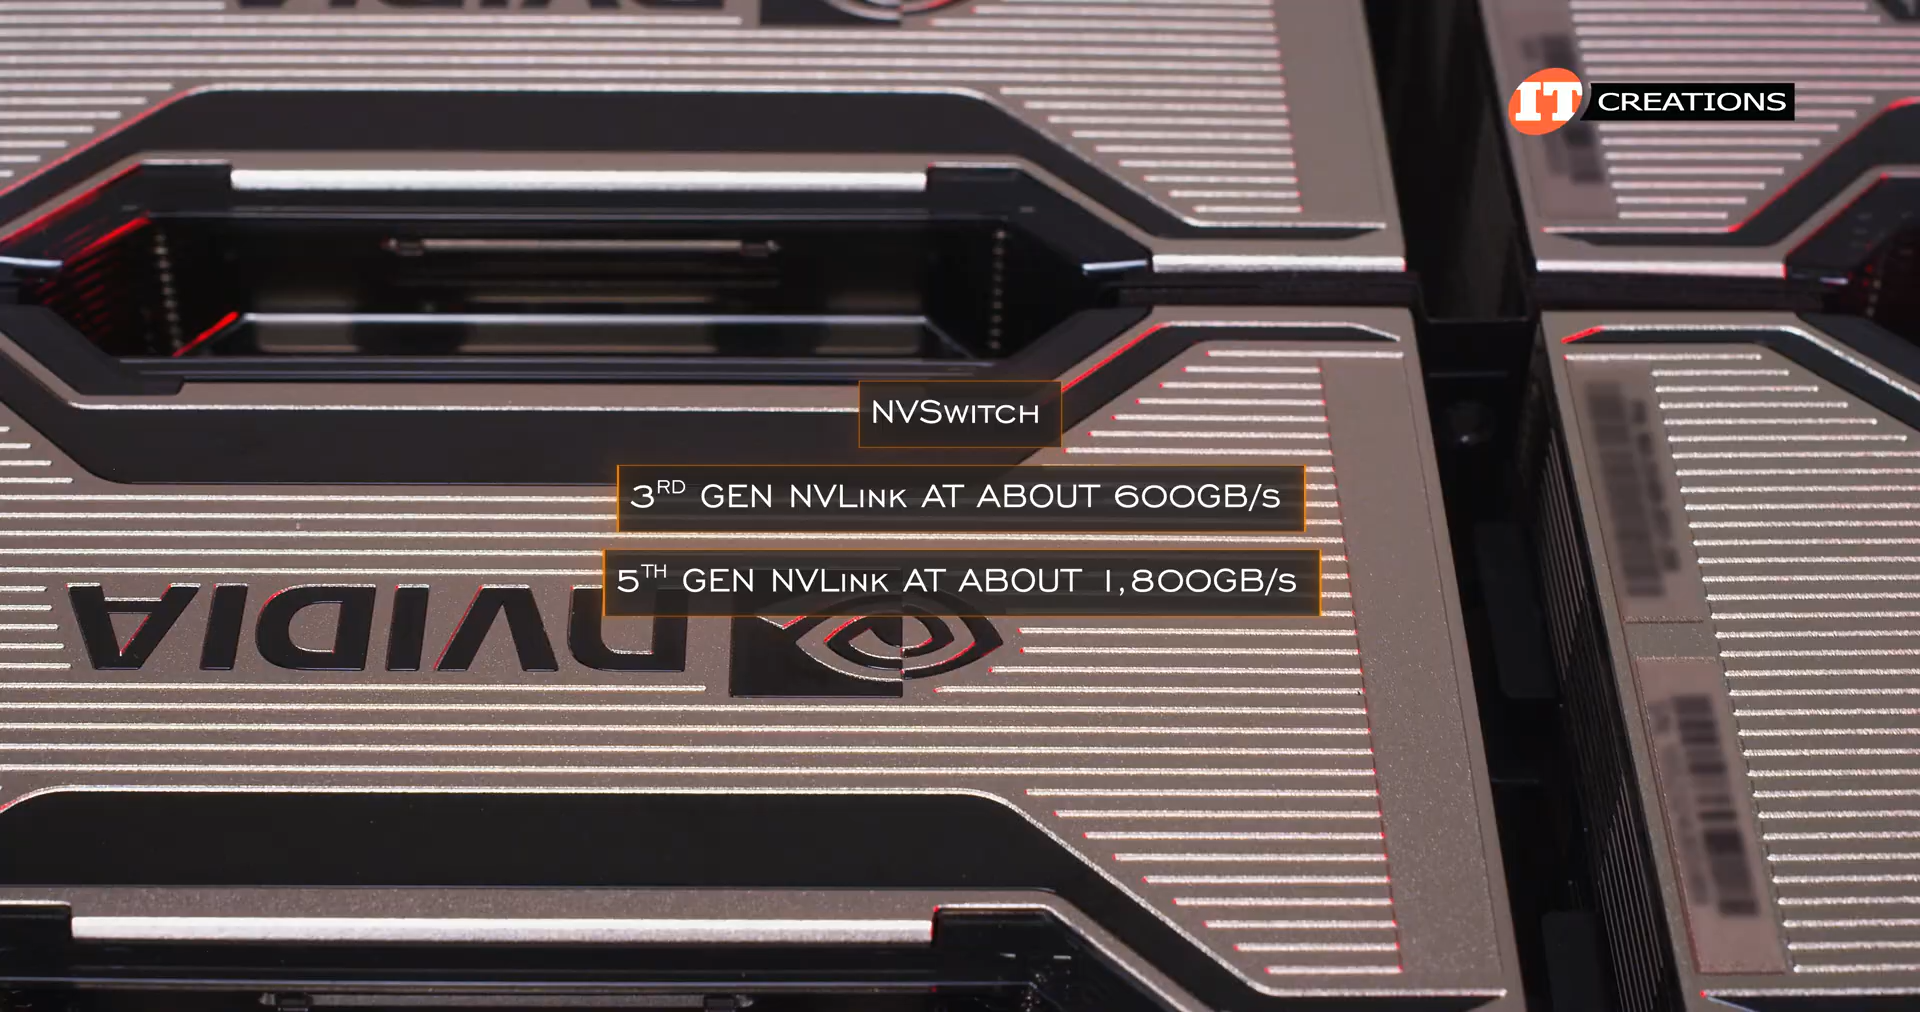 IT CREATIONS
NVSwitch
3RD GEN NVLink AT ABOUT 600GB/s
5TH GEN NVLink AT ABOUT 1,800GB/s
NVIDIA